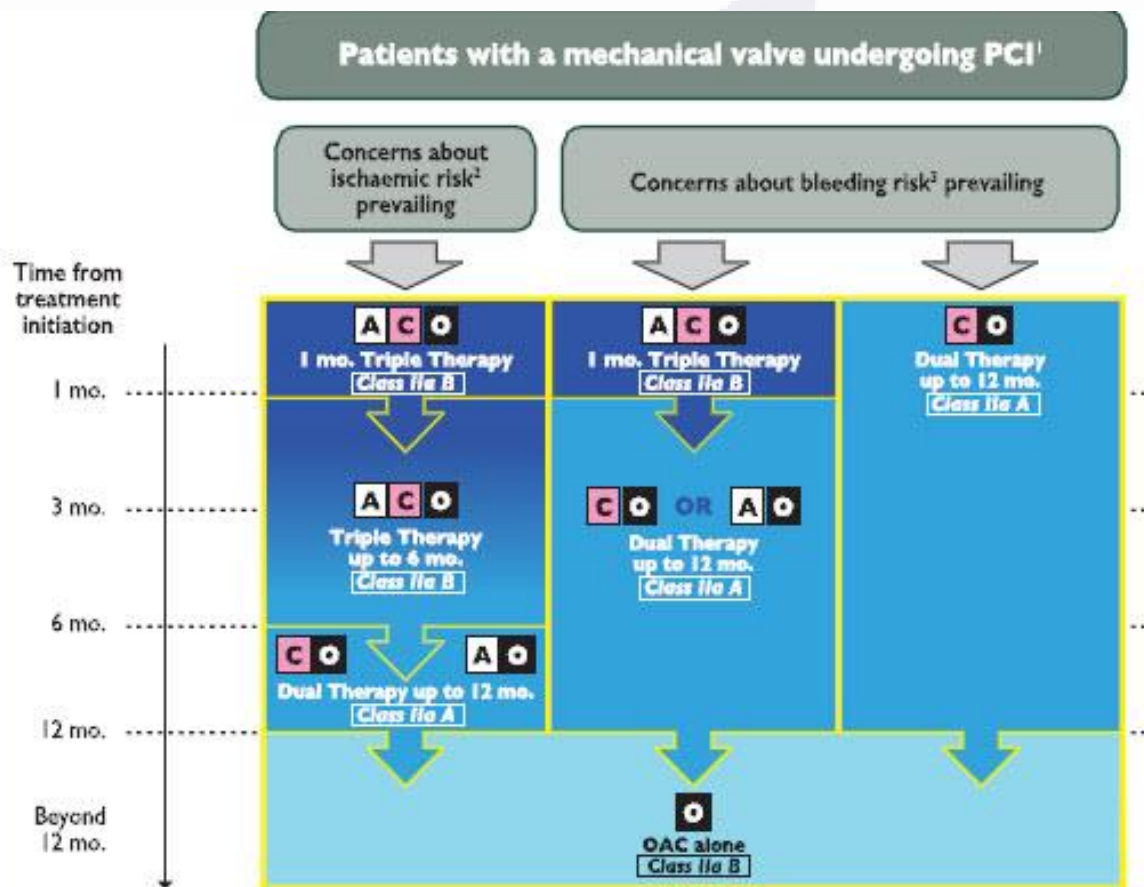 Patients with a mechanical valve undergoing PCI¹
Concerns about
ischaemic risk²
prevailing
Concerns about bleeding risk³ prevailing
Time from
treatment
initiation
1 mo.
3 mo.
6 mo.
12 mo.
Beyond
12 mo.
A C O
1 mo. Triple Therapy
Class IIa B
A C O
Triple Therapy
up to 6 mo.
Class IIa B
C O
A O
Dual Therapy up to 12 mo.
Class IIa A
A C O
1 mo. Triple Therapy
Class IIa B
C O OR A O
Dual Therapy
up to 12 mo.
Class IIa A
C O
Dual Therapy
up to 12 mo.
Class IIa A
O
OAC alone
Class IIa B